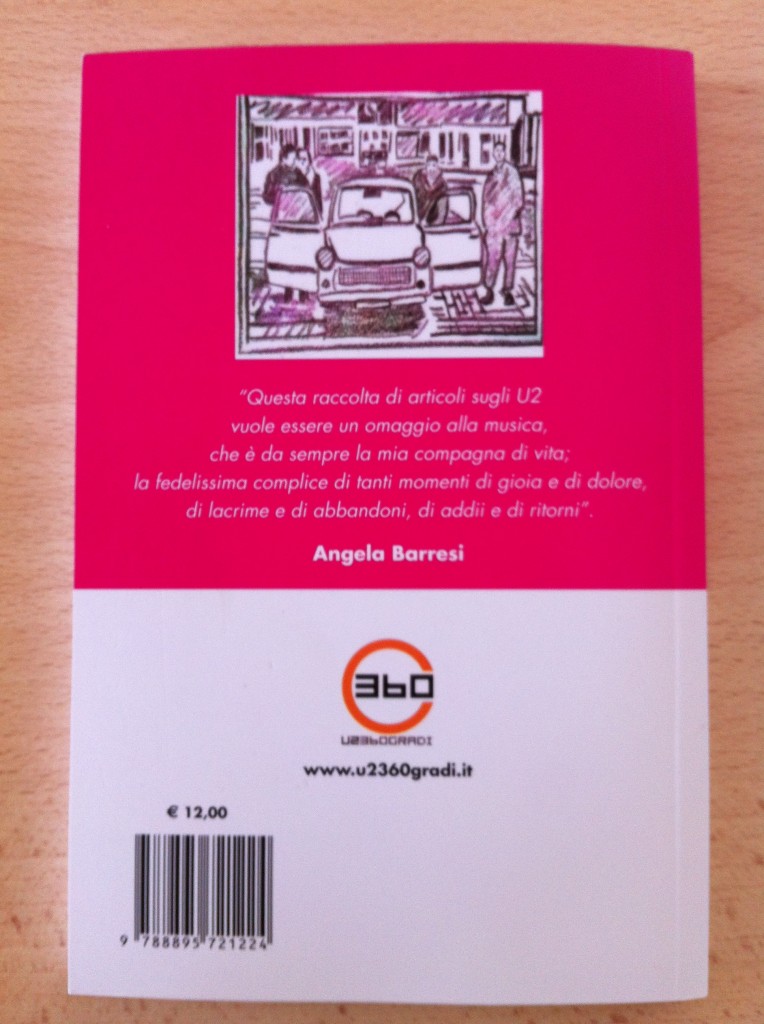 “Questa raccolta di articoli sugli U2
vuole essere un omaggio alla musica,
che è da sempre la mia compagna di vita;
la fedelissima complice di tanti momenti di gioia e di dolore,
di lacrime e di abbandoni, di addii e di ritorni”.
Angela Barresi
360
U2360GRADI
www.u2360gradi.it
€ 12,00
9 788895 721224